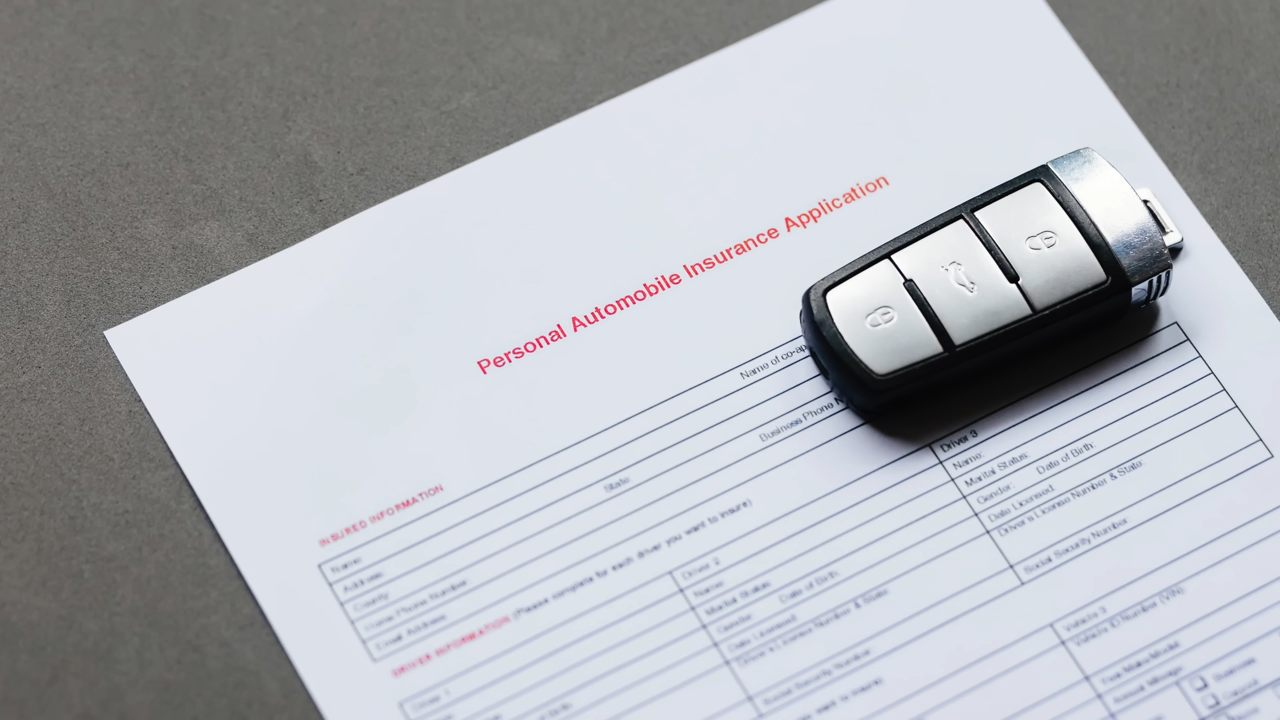 Personal Automobile Insurance Application
INSURED INFORMATION
Name:
Name of co-ap
Address:
County:
State:
Business Phone N
Home Phone Number:
Email Address:
DRIVER INFORMATION (Please complete for each driver you want to insure)
Driver 1
Driver 2
Name:
Marital Status:
Gender:
Date of Birth:
Date Licensed:
Driver's License Number & State:
Social Security Number:
Driver 3
Name:
Marital Status:
Gender:
Date of Birth:
Date Licensed:
Driver's License Number & State:
Social Security Number:
want to insure)
Vehicle 2
Vehicle ID Number (VIN):
Year/Make/Model:
Annual Mileage:
Business